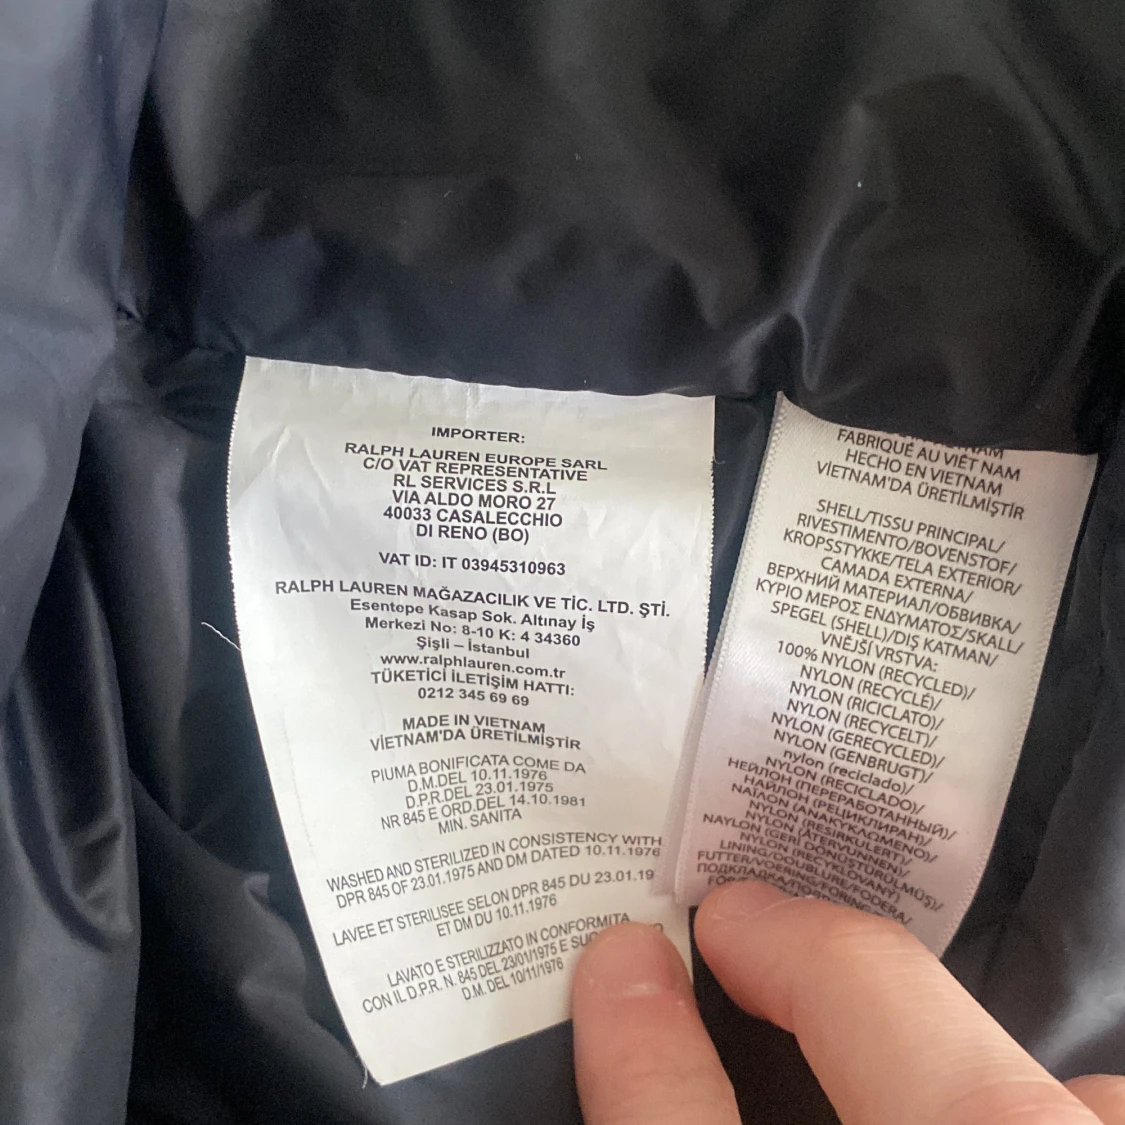 IMPORTER:
RALPH LAUREN EUROPE SARL
C/O VAT REPRESENTATIVE
RL SERVICES S.R.L
VIA ALDO MORO 27
40033 CASALECCHIO
DI RENO (BO)
VAT ID: IT 03945310963
RALPH LAUREN MAĞAZACILIK VE TİC. LTD. ŞTİ.
Esentepe Kasap Sok. Altınay İş
Merkezi No: 8-10 K: 4 34360
Şişli – İstanbul
www.ralphlauren.com.tr
TÜKETİCİ İLETİŞİM HATTI:
0212 345 69 69
MADE IN VIETNAM
VİETNAM'DA ÜRETİLMİŞTİR
PIUMA BONIFICATA COME DA
D.M.DEL 10.11.1976
D.P.R.DEL 23.01.1975
NR 845 E ORD.DEL 14.10.1981
MIN. SANITA
WASHED AND STERILIZED IN CONSISTENCY WITH
DPR 845 OF 23.01.1975 AND DM DATED 10.11.1976
LAVEE ET STERILISEE SELON DPR 845 DU 23.01.19
ET DM DU 10.11.1976
LAVATO E STERILIZZATO IN CONFORMITA
CON IL D.P.R. N. 845 DEL 23/01/1975 E
D.M. DEL 10/11/1976
FABRIQUÉ AU VIÊT NAM
HECHO EN VIETNAM
VİETNAM'DA ÜRETİLMİŞTİR
SHELL/TISSU PRINCIPAL/
RIVESTIMENTO/BOVENSTOF/
KROPSSTYKKE/TELA EXTERIOR/
CAMADA EXTERNA/
ВЕРХНИЙ МАТЕРИАЛ/ОБВИВКА/
ΚΥΡΙΟ ΜΕΡΟΣ ΕΝΔΥΜΑΤΟΣ/SKALL/
SPEGEL (SHELL)/DIŞ KATMAN/
VNĚJŠÍ VRSTVA:
100% NYLON (RECYCLED)/
NYLON (RECYCLÉ)/
NYLON (RICICLATO)/
NYLON (RECYCELT)/
NYLON (GERECYCLED)/
NYLON (GENBRUGT)/
nylon (reciclado)/
NYLON (RECICLADO)/
НЕЙЛОН (ПЕРЕРАБОТАННЫЙ)/
НАЙЛОН (РЕЦИКЛИРАН)/
ΝΑΪΛΟΝ (ΑΝΑΚΥΚΛΩΜΕΝΟ)/
NYLON (RESIRKULERT)/
NYLON (ÅTERVUNNEN)/
NAYLON (GERİ DÖNÜŞTÜRÜLMÜŞ)/
NYLON (RECYKLOVANÝ)
LINING/DOUBLURE/FODERA/
FUTTER/VOERING/FORING/
ПОДКЛАДКА/